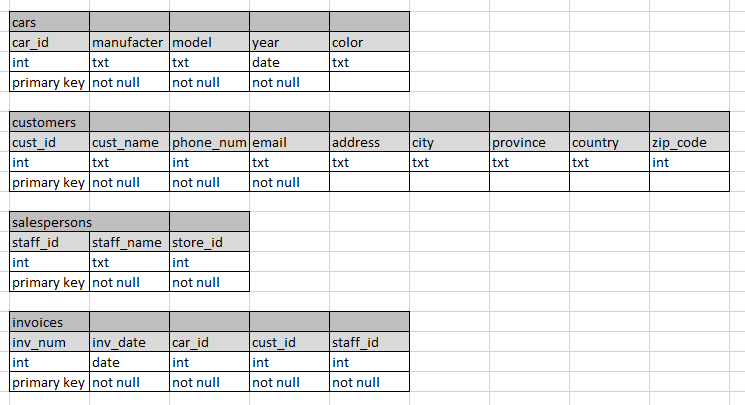 cars
car_id manufacter model year color
int txt txt date txt
primary key not null not null not null
customers
cust_id cust_name phone_num email address city province country zip_code
int txt int txt txt txt txt txt int
primary key not null not null not null
salespersons
staff_id staff_name store_id
int txt int
primary key not null not null
invoices
inv_num inv_date car_id cust_id staff_id
int date int int int
primary key not null not null not null not null